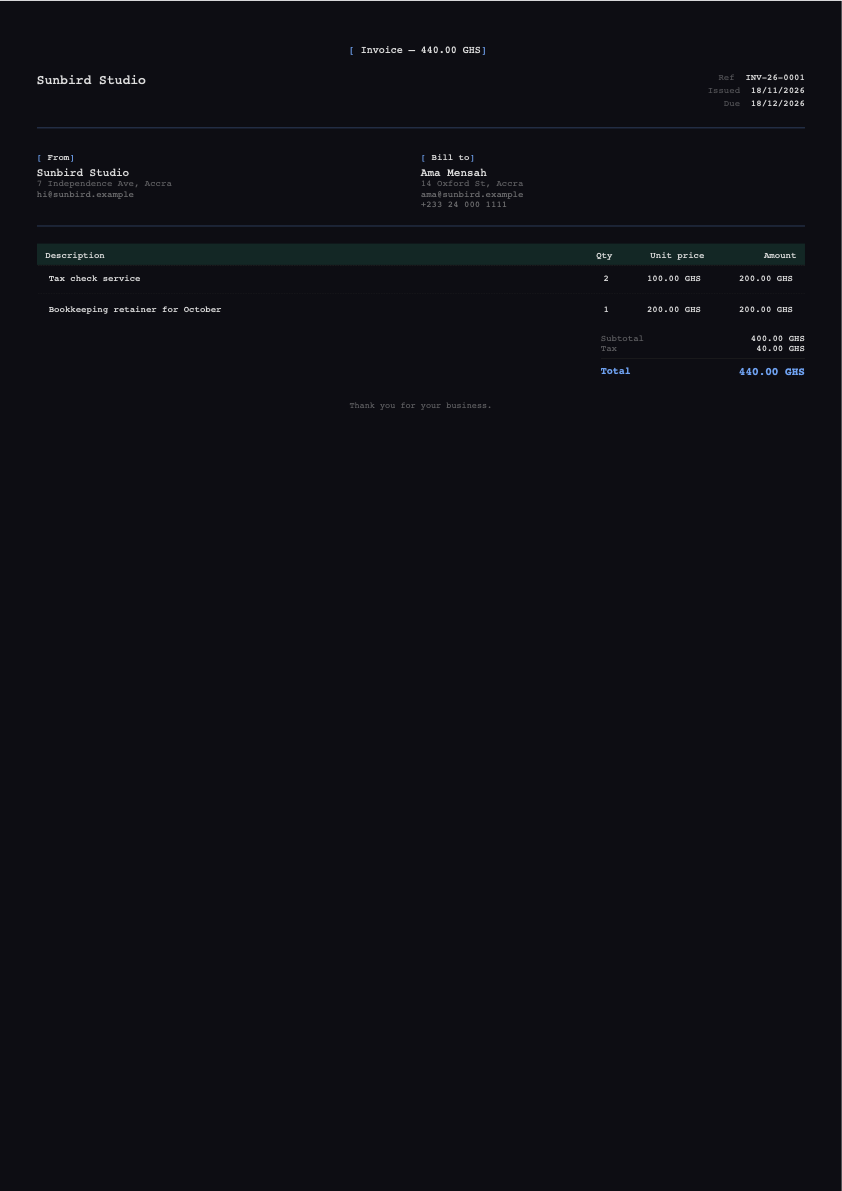 [ Invoice — 440.00 GHS]
Sunbird Studio
Ref INV-26-0001
Issued 18/11/2026
Due 18/12/2026
[ From]
Sunbird Studio
7 Independence Ave, Accra
hi@sunbird.example
[ Bill to]
Ama Mensah
14 Oxford St, Accra
ama@sunbird.example
+233 24 000 1111
Description Qty Unit price Amount
Tax check service 2 100.00 GHS 200.00 GHS
Bookkeeping retainer for October 1 200.00 GHS 200.00 GHS
Subtotal 400.00 GHS
Tax 40.00 GHS
Total 440.00 GHS
Thank you for your business.